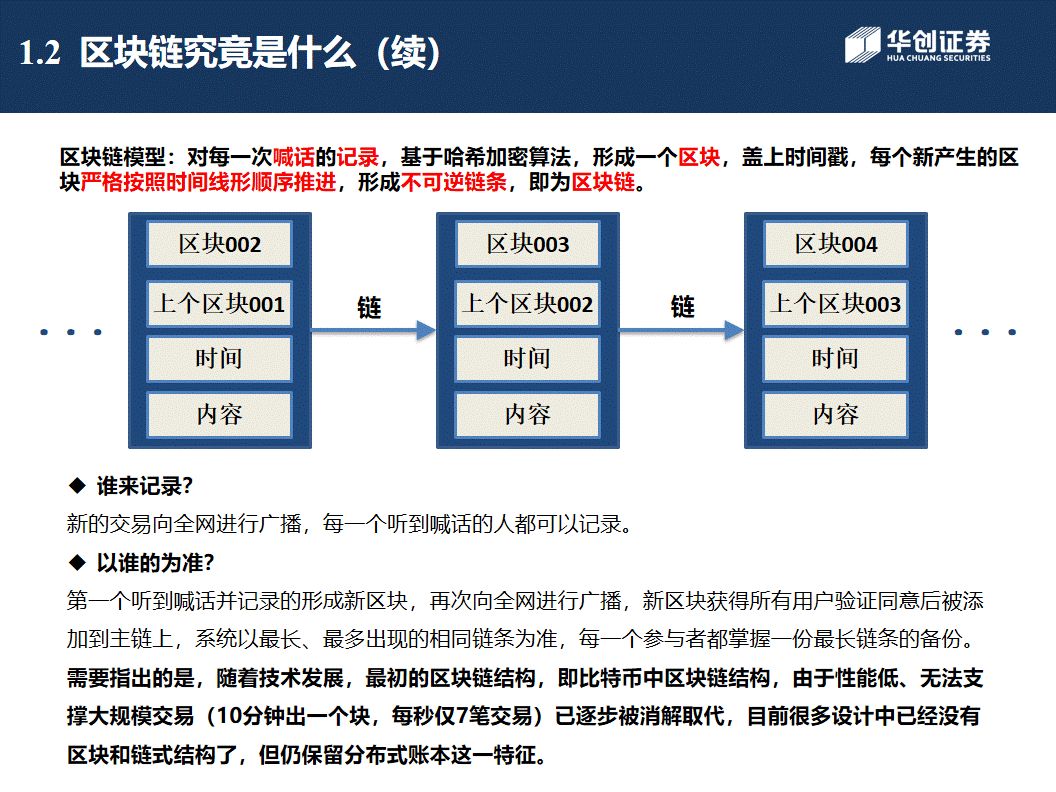 1.2 区块链究竟是什么（续）
华创证券
HUA CHUANG SECURITIES
区块链模型：对每一次喊话的记录，基于哈希加密算法，形成一个区块，盖上时间戳，每个新产生的区
块严格按照时间线形顺序推进，形成不可逆链条，即为区块链。
区块002
上个区块001
时间
内容
链
区块003
上个区块002
时间
内容
链
区块004
上个区块003
时间
内容
◆ 谁来记录？
新的交易向全网进行广播，每一个听到喊话的人都可以记录。
◆ 以谁的为准？
第一个听到喊话并记录的形成新区块，再次向全网进行广播，新区块获得所有用户验证同意后被添
加到主链上，系统以最长、最多出现的相同链条为准，每一个参与者都掌握一份最长链条的备份。
需要指出的是，随着技术发展，最初的区块链结构，即比特币中区块链结构，由于性能低、无法支
撑大规模交易（10分钟出一个块，每秒仅7笔交易）已逐步被消解取代，目前很多设计中已经没有
区块和链式结构了，但仍保留分布式账本这一特征。